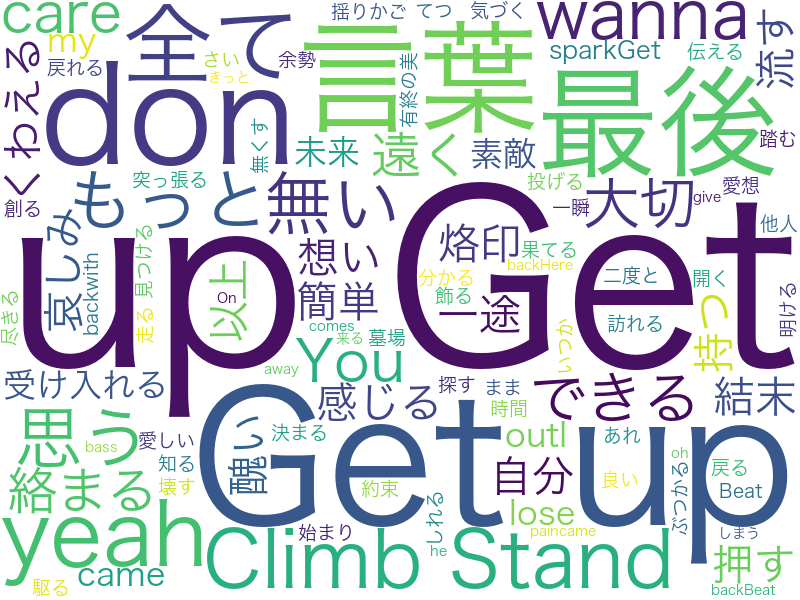 care
my
全て
揺りかご
てつ
気づく
wanna
流す
戻れる
さい
ぎっと
余勢
有終の美
言葉
sparkGet
伝える
最後
くわえる
don
無くす
未来
遠く
素敵
踏む
突っ張る
もっと
無い
投げる
大切
give
愛想
創る
一瞬
他人
哀しみ
up Get
想い
烙印
果てる
二度と
開く
見つける
backwith
走る
尽きる
以上
On
簡単
分かる
backHere
飾る
一途
訪れる
持つ
いつか
明ける
comes
来る
墓場
You
away
受け入れる
感じる
探す
まま
できる
結末
思う
bass
愛しい
醜い
決まる
時間
outl
あれ
oh
Get up
知る
壊す
絡まる
約束
しれる
自分
良い
ぶつかる
戻る
Beat
lose
yeah
始まり
he
paincame
しまう
駆る
came
Climb Stand
押す
backBeat